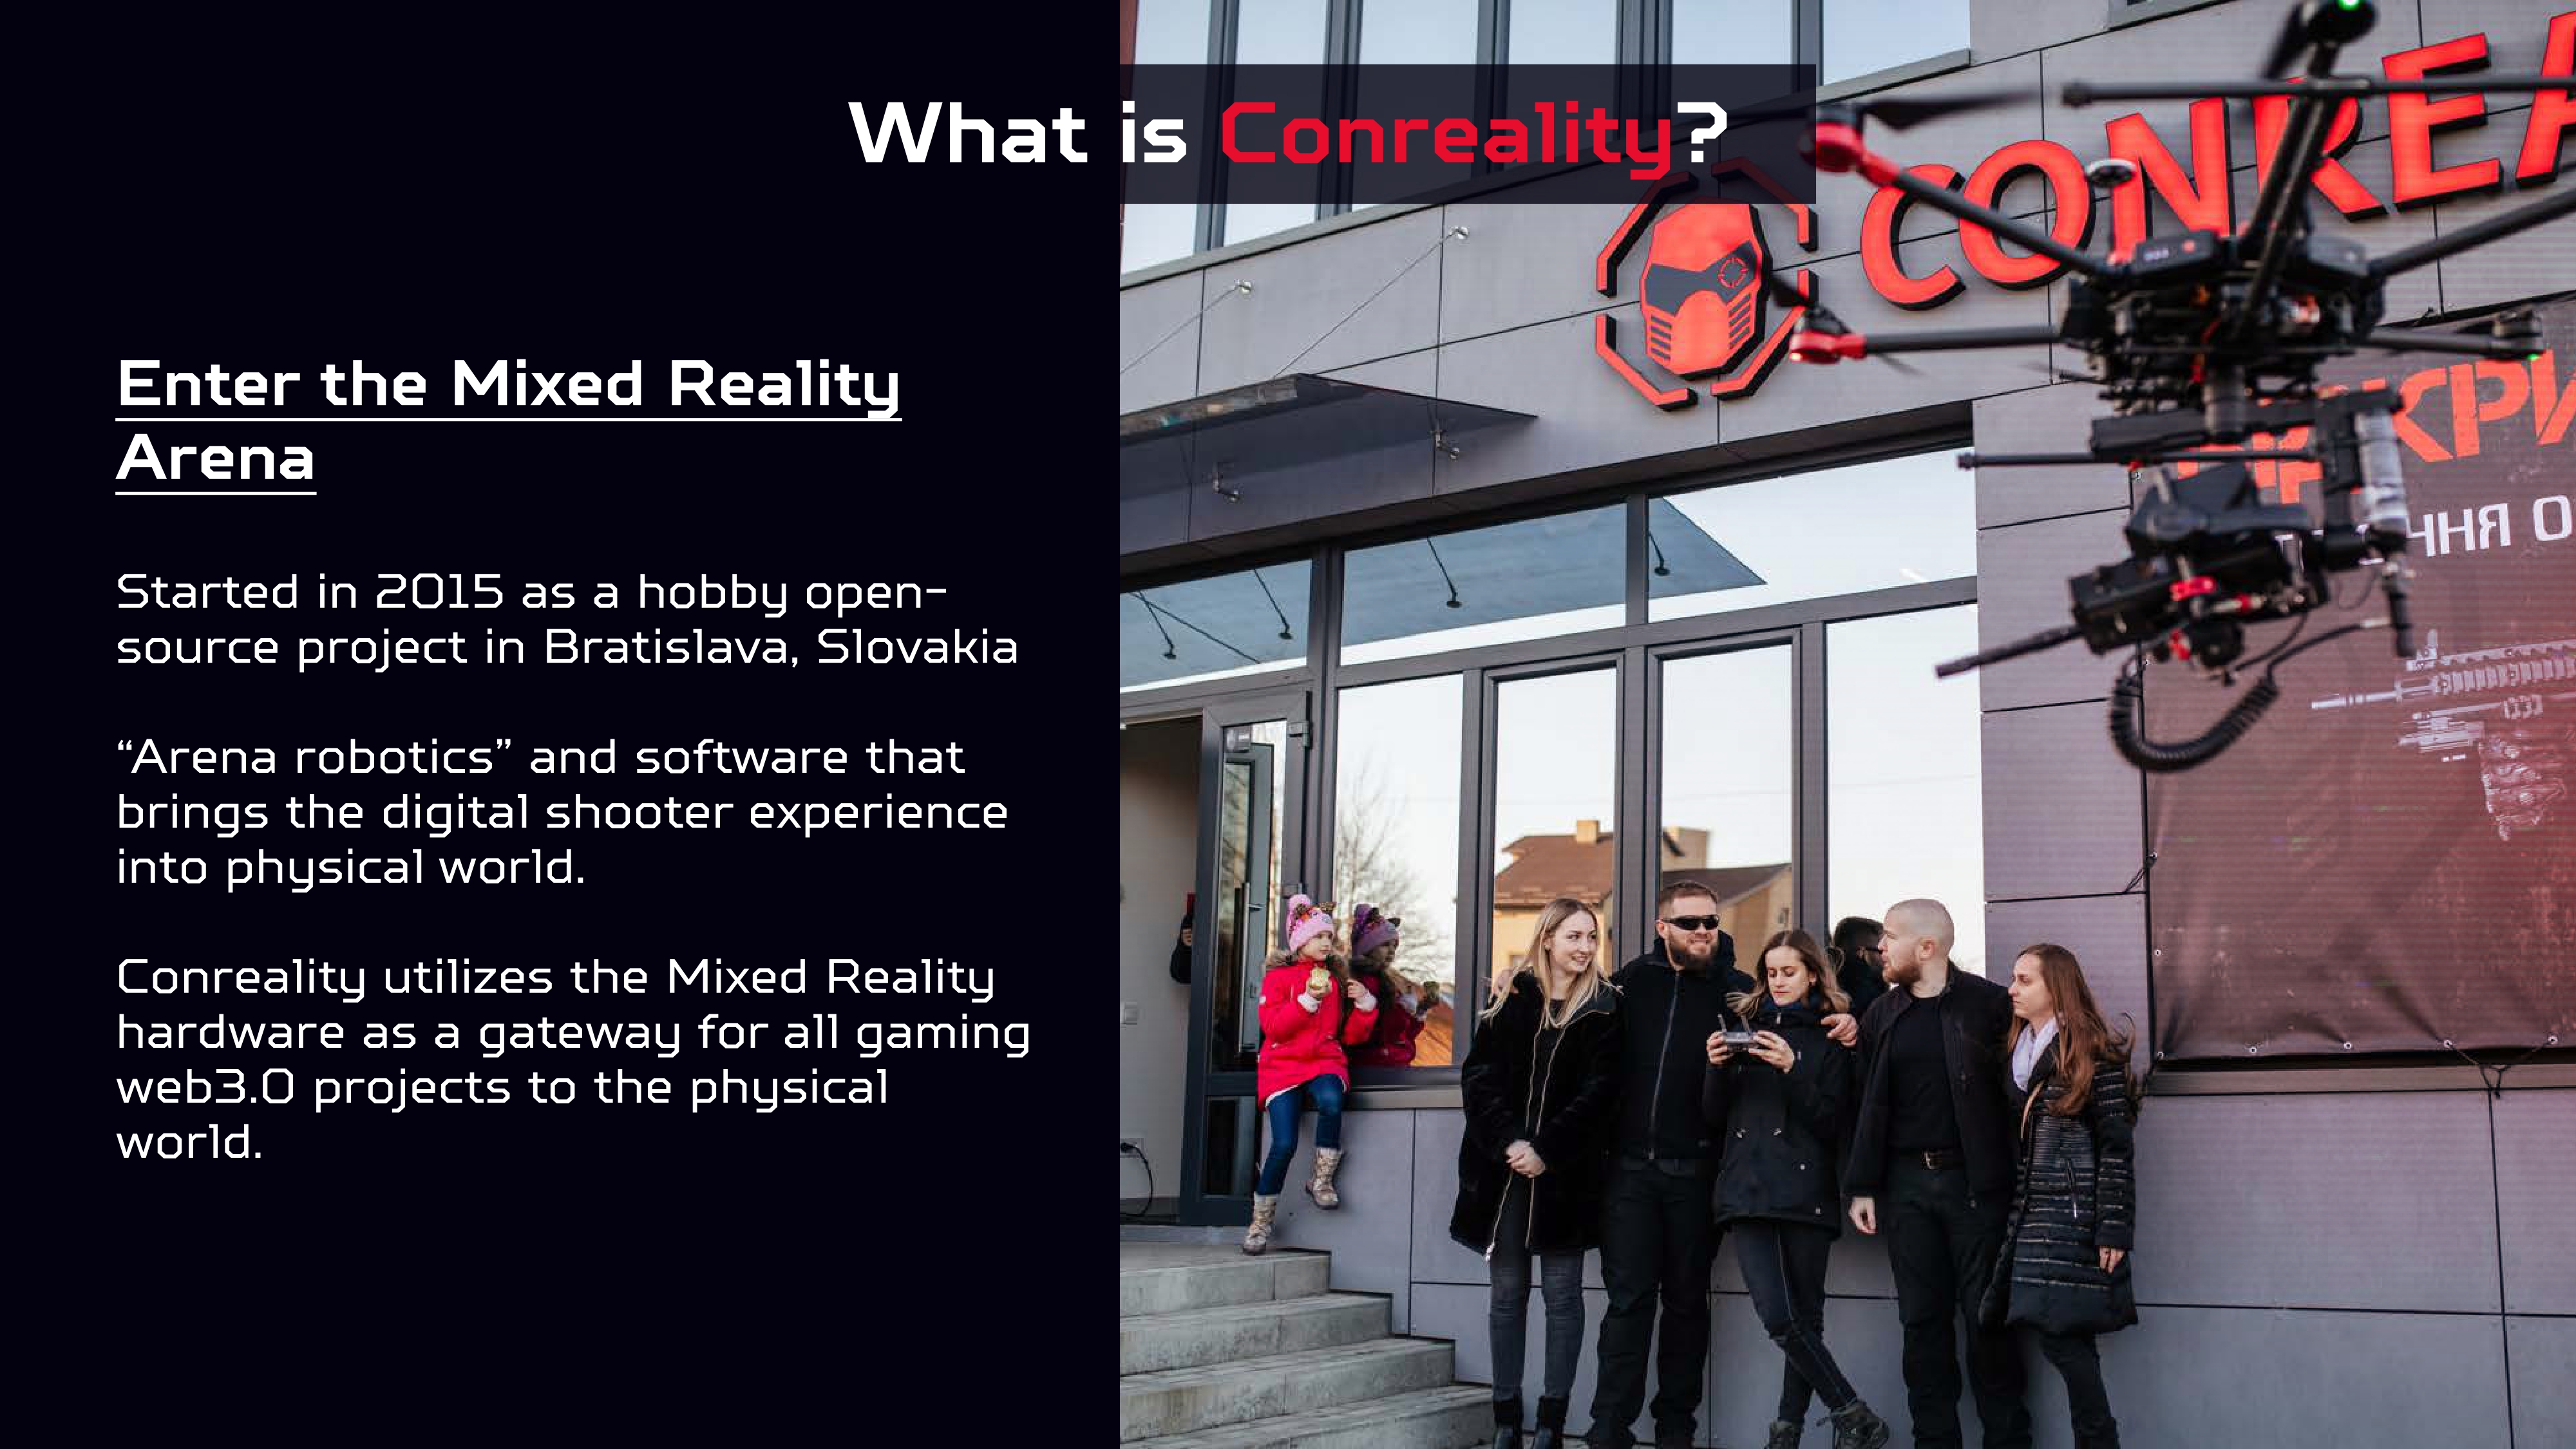 What is Conreality?
Enter the Mixed Reality
Arena
Started in 2015 as a hobby open-
source project in Bratislava, Slovakia
“Arena robotics” and software that
brings the digital shooter experience
into physical world.
Conreality utilizes the Mixed Reality
hardware as a gateway for all gaming
web3.0 projects to the physical
world.
CONREA